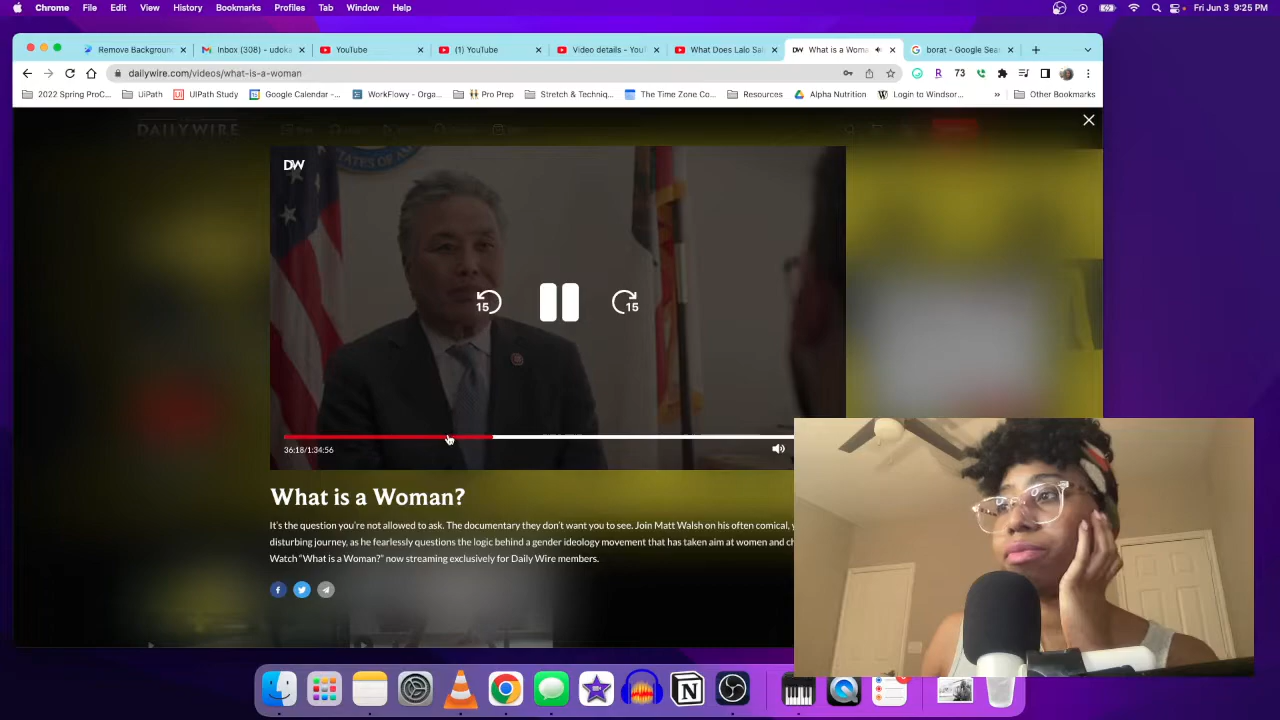 Chrome File Edit View History Bookmarks Profiles Tab Window Help Fri Jun 3 9:25 PM
Remove Backgroun Inbox (308) - udoka YouTube (1) YouTube Video details - You What Does Lalo Sal What is a Woma borat - Google Sear
dailywire.com/videos/what-is-a-woman 73
2022 Spring ProC... UiPath UIPath Study Google Calendar -... WorkFlowy - Orga... Pro Prep Stretch & Techniq... The Time Zone Co... Resources Alpha Nutrition Login to Windsor... » Other Bookmarks
DAILYWIRE
STATES OF AM
DW
15 15
36:18/1:34:56
What is a Woman?
It's the question you're not allowed to ask. The documentary they don't want you to see. Join Matt Walsh on his often comical,
disturbing journey, as he fearlessly questions the logic behind a gender ideology movement that has taken aim at women and
Watch "What is a Woman?" now streaming exclusively for Daily Wire members.